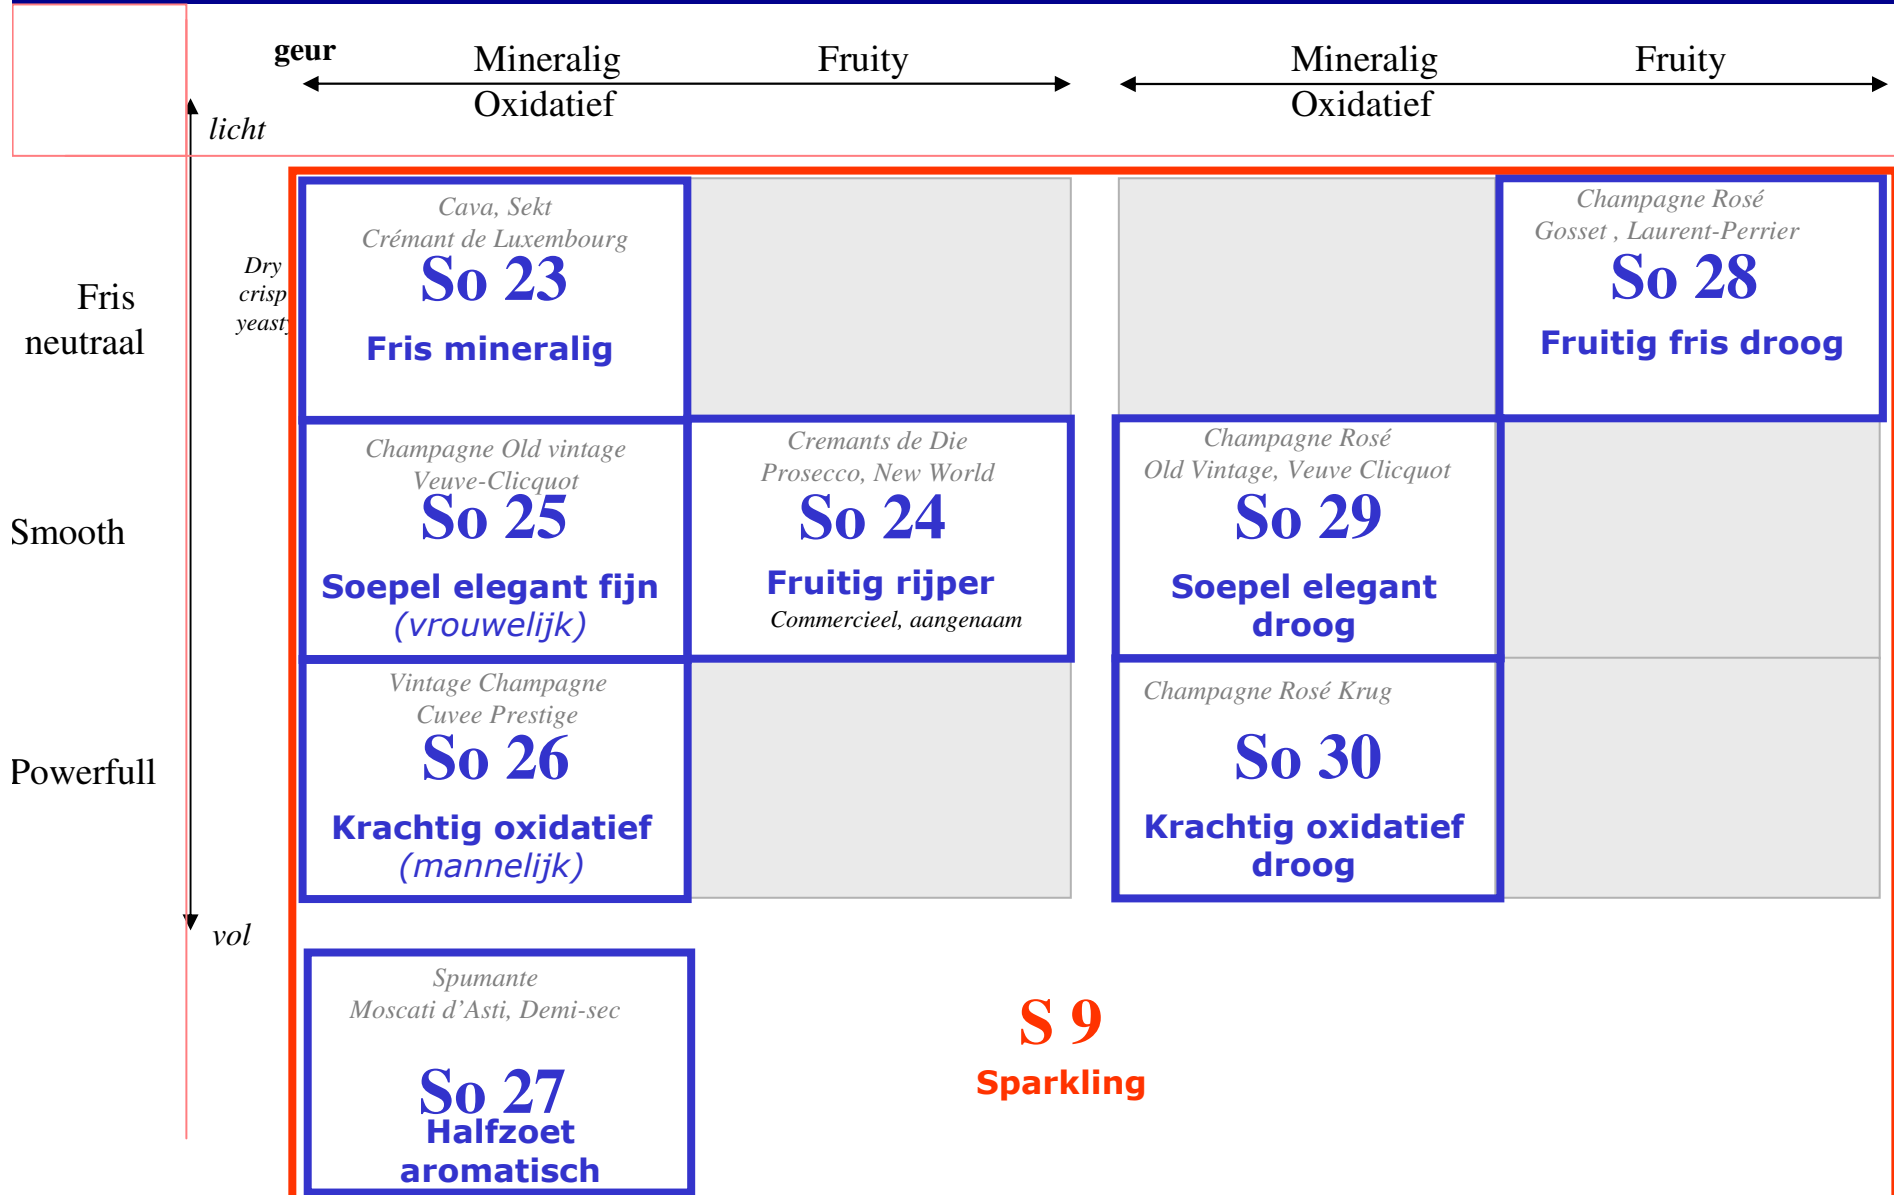 geur
Mineralig
Fruity
Mineralig
Fruity
Oxidatief
Oxidatief
licht
Cava, Sekt
Crémant de Luxembourg
So 23
Fris mineralig
Champagne Rosé
Gosset , Laurent-Perrier
So 28
Fruitig fris droog
Dry
crisp
yeasty
Fris
neutraal
Champagne Old vintage
Veuve-Clicquot
So 25
Soepel elegant fijn
(vrouwelijk)
Cremants de Die
Prosecco, New World
So 24
Fruitig rijper
Commercieel, aangenaam
Champagne Rosé
Old Vintage, Veuve Clicquot
So 29
Soepel elegant
droog
Smooth
Vintage Champagne
Cuvee Prestige
So 26
Krachtig oxidatief
(mannelijk)
Champagne Rosé Krug
So 30
Krachtig oxidatief
droog
Powerfull
vol
Spumante
Moscati d’Asti, Demi-sec
So 27
Halfzoet
aromatisch
S 9
Sparkling